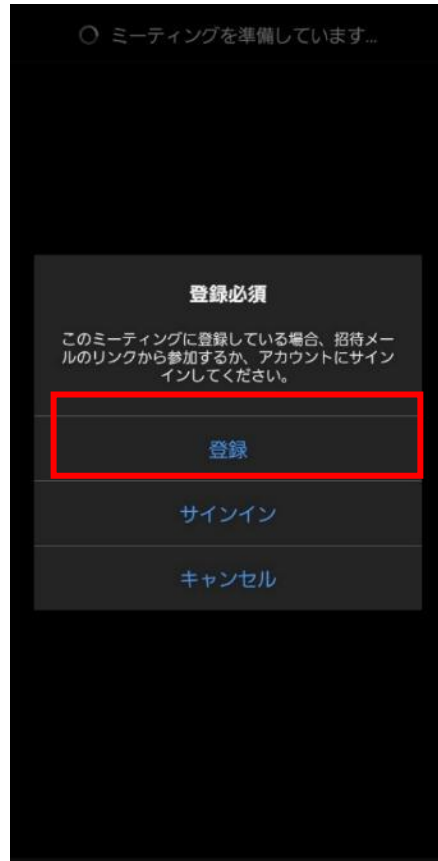 ミーティングを準備しています...
登録必須
このミーティングに登録している場合、招待メー
ルのリンクから参加するか、アカウントにサイン
インしてください。
登録
サインイン
キャンセル